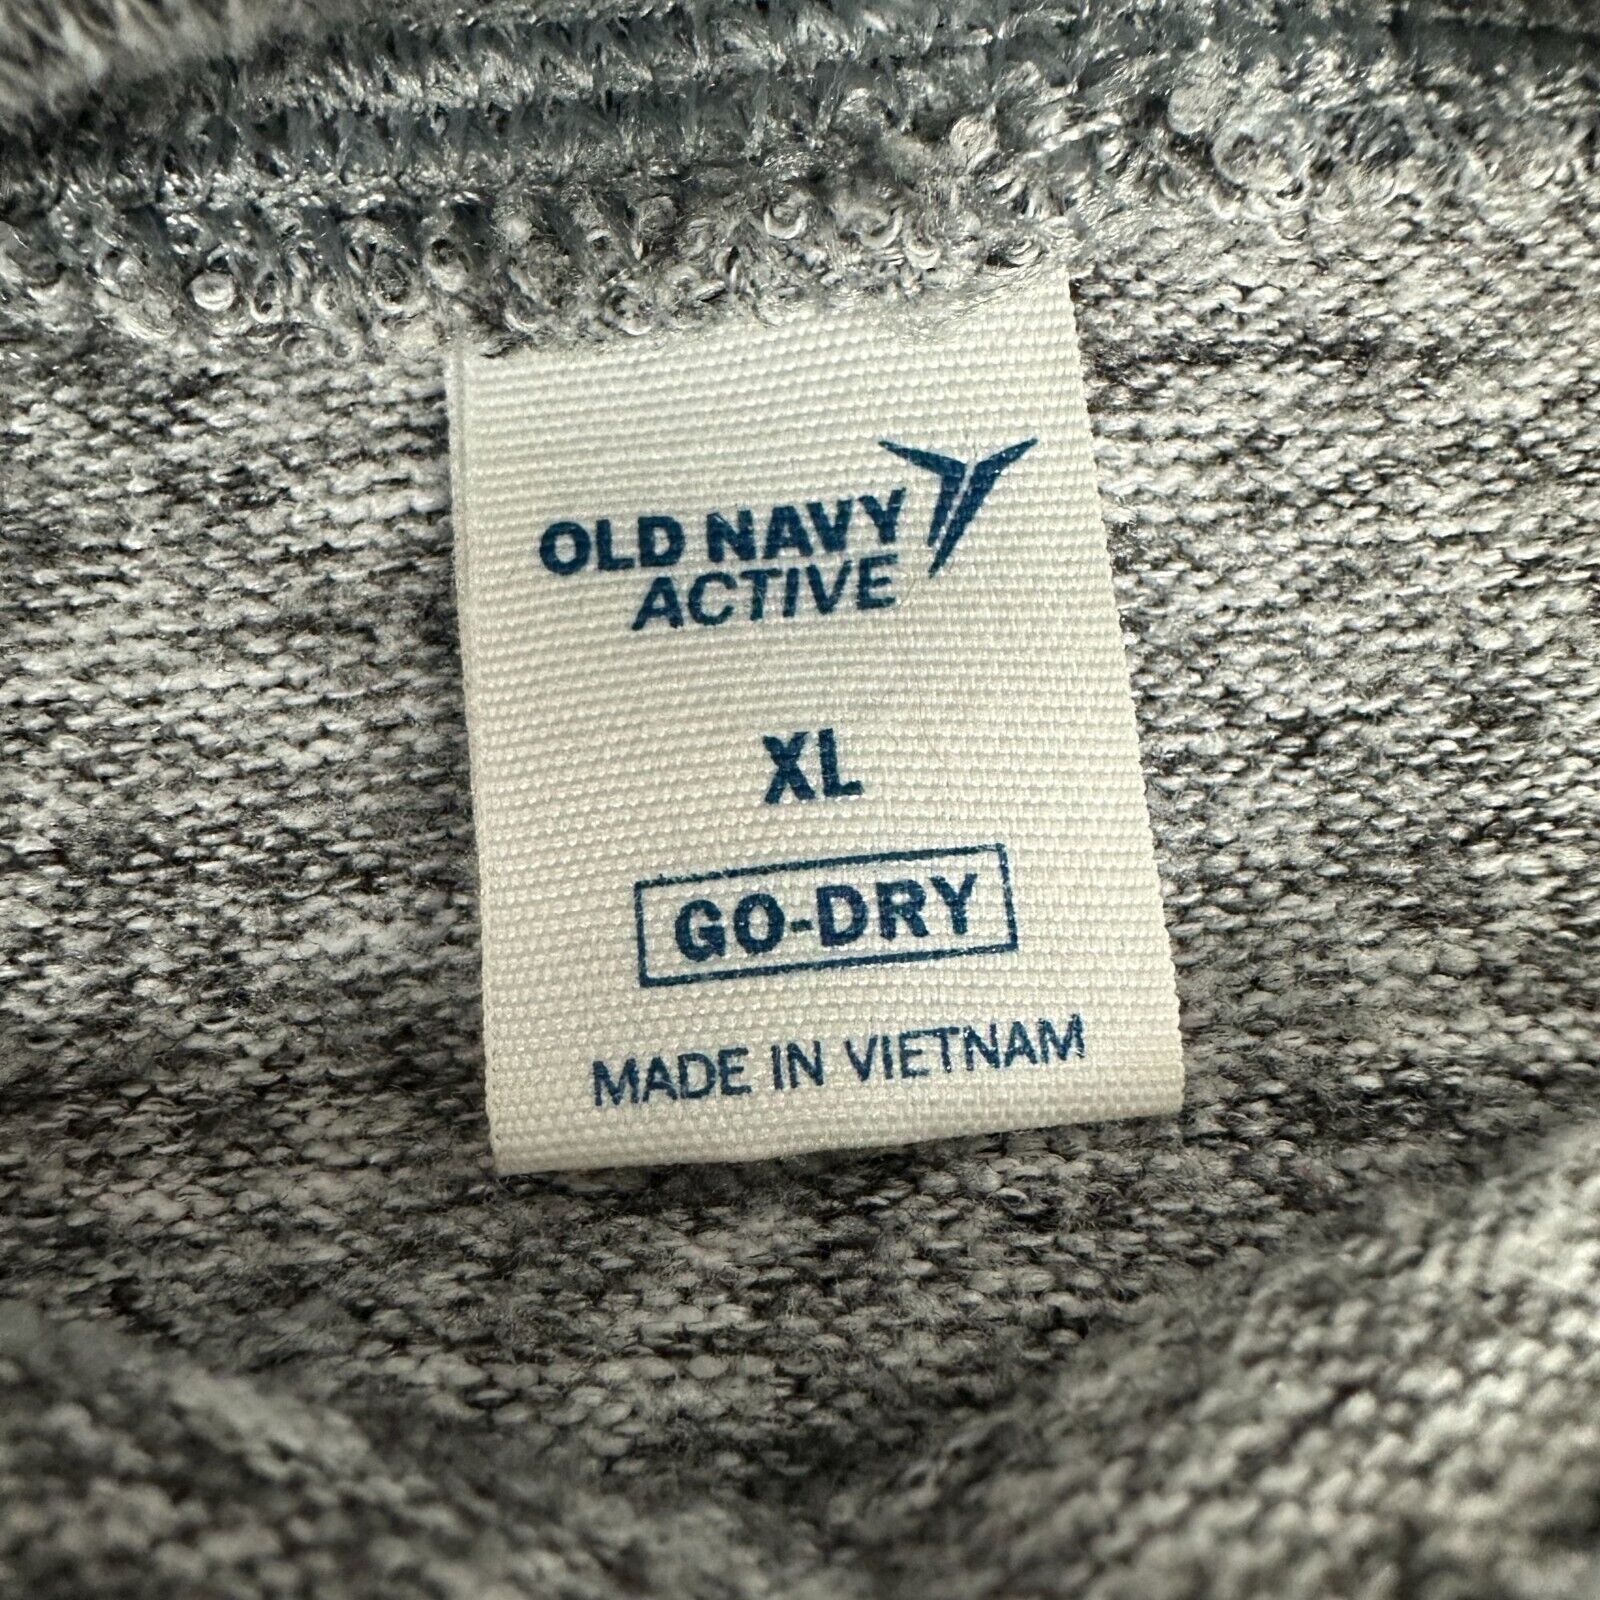 OLD NAVY
ACTIVE
XL
GO-DRY
MADE IN VIETNAM